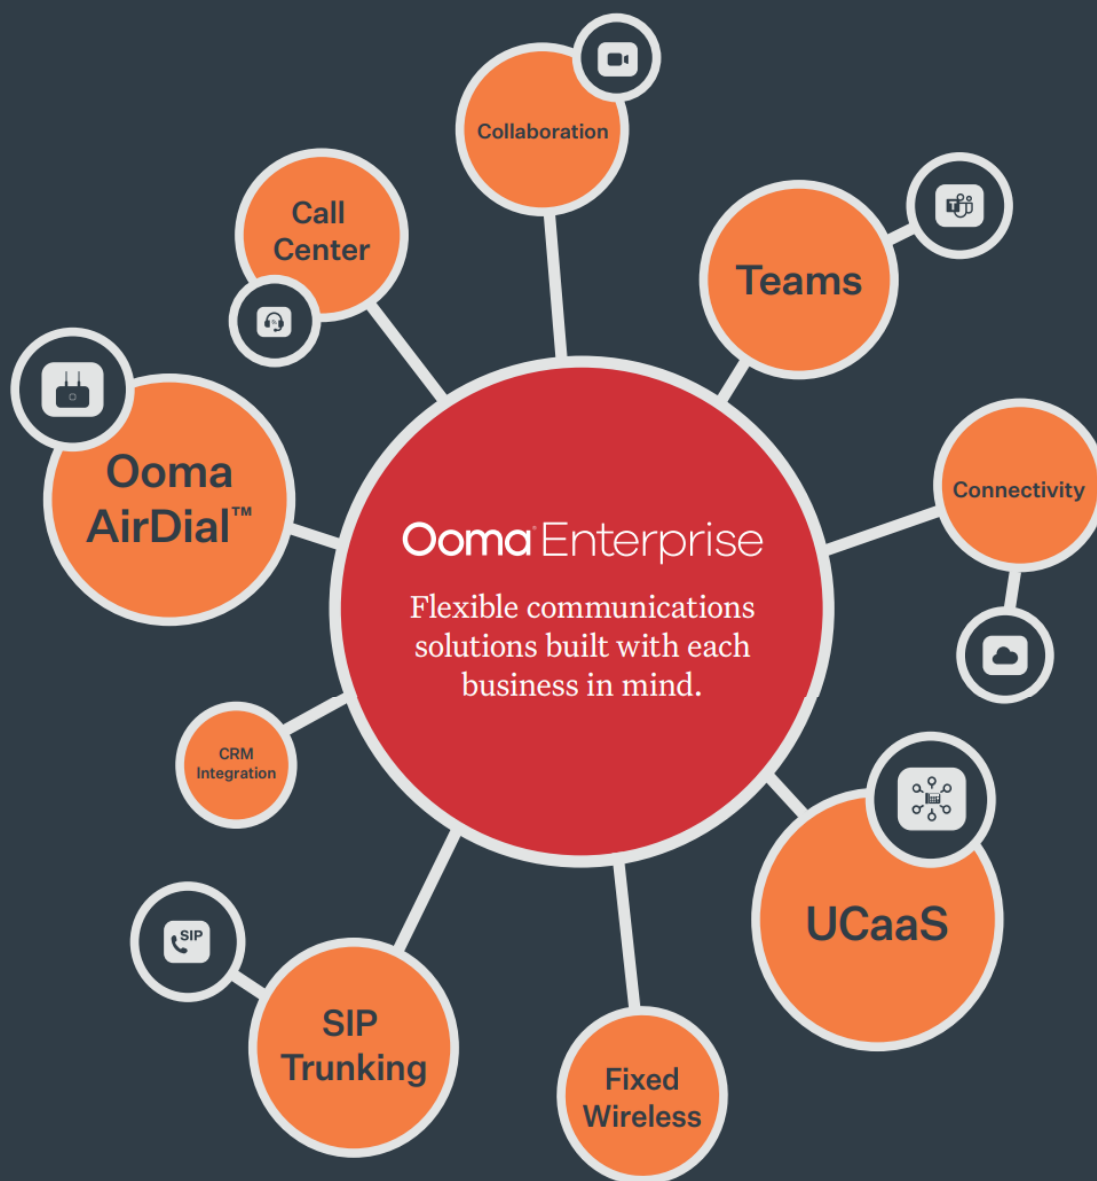 Collaboration
Call
Center
Teams
T
Ooma
AirDial™
Connectivity
Ooma® Enterprise
Flexible communications
solutions built with each
business in mind.
CRM
Integration
UCaaS
SIP
SIP
Trunking
Fixed
Wireless